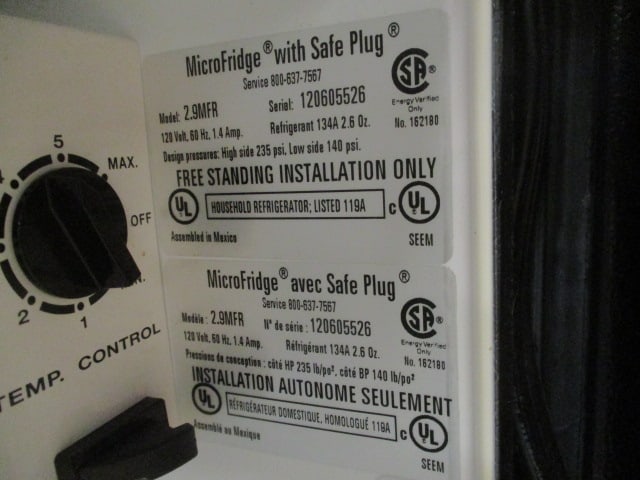 MicroFridge® with Safe Plug®
Service 800-637-7567
Model: 2.9MFR Serial: 120605526
120 Volt, 60 Hz, 1.4 Amp. Refrigerant 134A 2.6 Oz.
Design pressures: High side 235 psi, Low side 140 psi.
FREE STANDING INSTALLATION ONLY
UL HOUSEHOLD REFRIGERATOR; LISTED 119A C UL
Assembled in Mexico SEEM
SA®
Energy Verified
Only
No. 162180
MicroFridge® avec Safe Plug®
Service 800-637-7567
Modèle : 2.9MFR N° de série : 120605526
120 Volt, 60 Hz, 1.4 Amp. Réfrigérant 134A 2.6 Oz.
Pressions de conception : côté HP 235 lb/po², côté BP 140 lb/po²
INSTALLATION AUTONOME SEULEMENT
UL RÉFRIGÉRATEUR DOMESTIQUE, HOMOLOGUÉ 119A C UL
Assemblé au Mexique SEEM
SA®
Energy Verified
Only
No. 162180
5
MAX.
OFF
2
1
TEMP. CONTROL